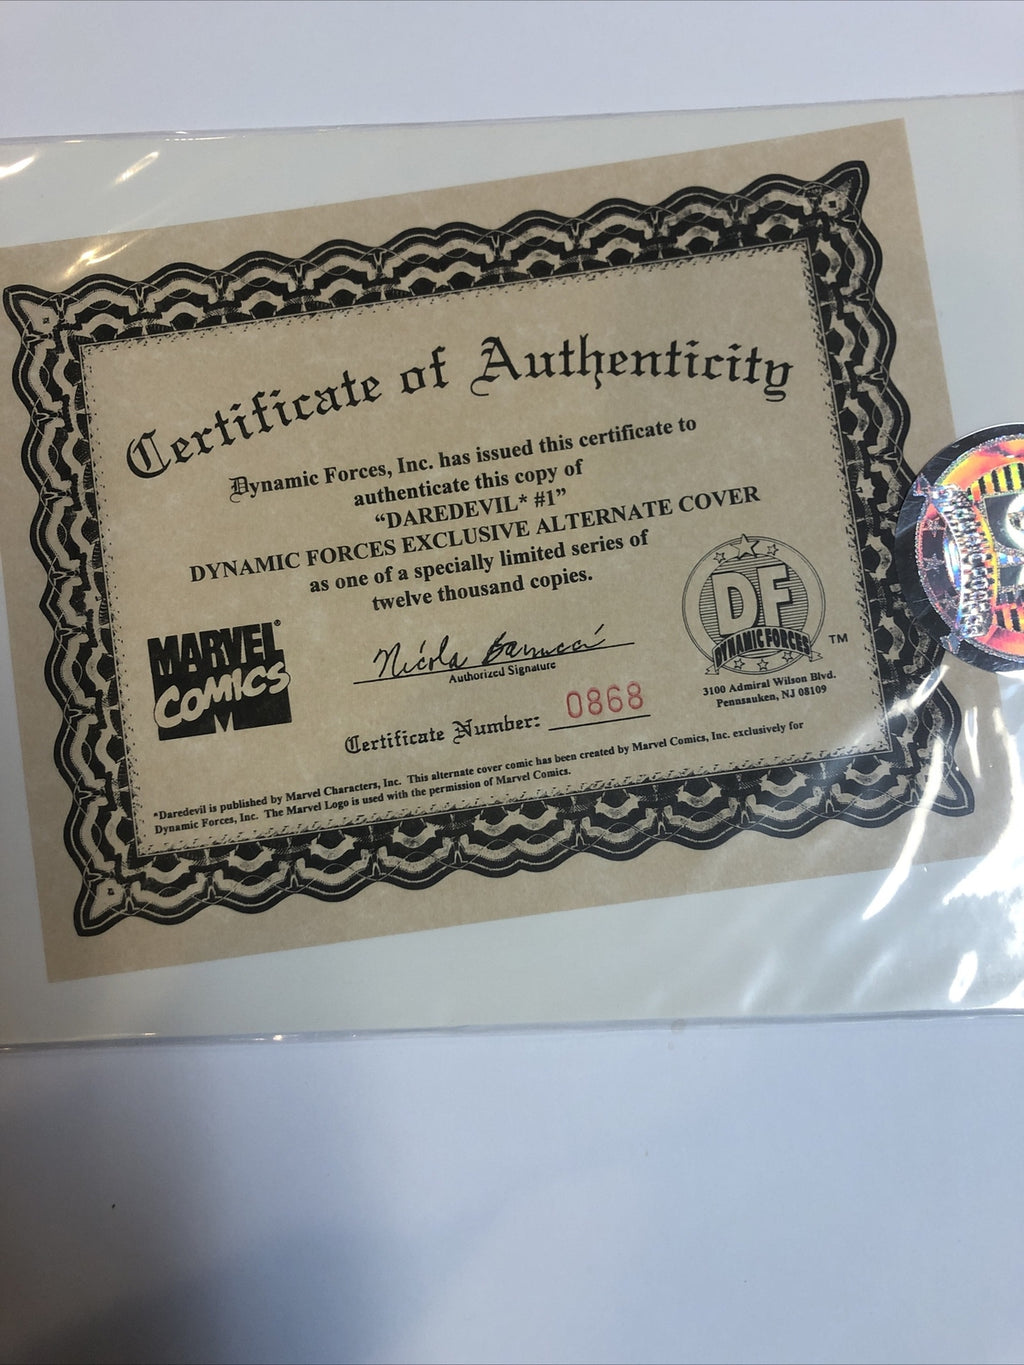 Certificate of Authenticity
Dynamic Forces, Inc. has issued this certificate to
authenticate this copy of
“DAREDEVIL* #1”
DYNAMIC FORCES EXCLUSIVE ALTERNATE COVER
as one of a specially limited series of
twelve thousand copies.
MARVEL®
COMICS
Nicola Barrucci
Authorized Signature
Certificate Number: 0868
DF
DYNAMIC FORCES
TM
3100 Admiral Wilson Blvd.
Pennsauken, NJ 08109
*Daredevil is published by Marvel Characters, Inc. This alternate cover comic has been created by Marvel Comics, Inc. exclusively for
Dynamic Forces, Inc. The Marvel Logo is used with the permission of Marvel Comics.